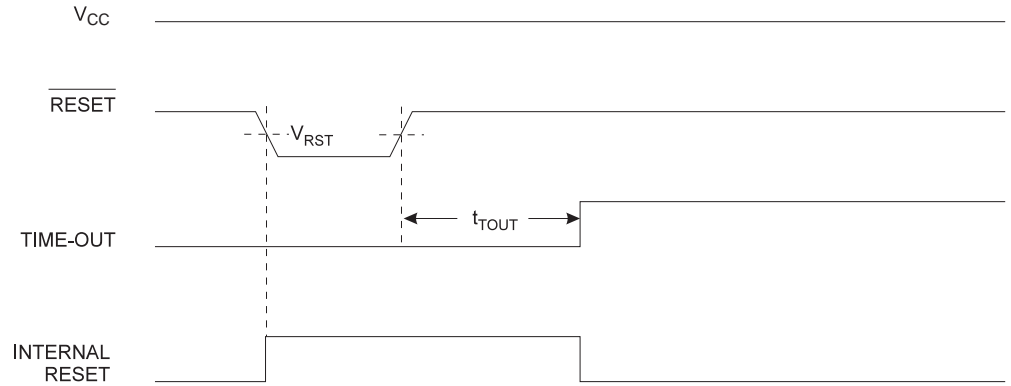 VCC
RESET
VRST
tTOUT
TIME-OUT
INTERNAL
RESET